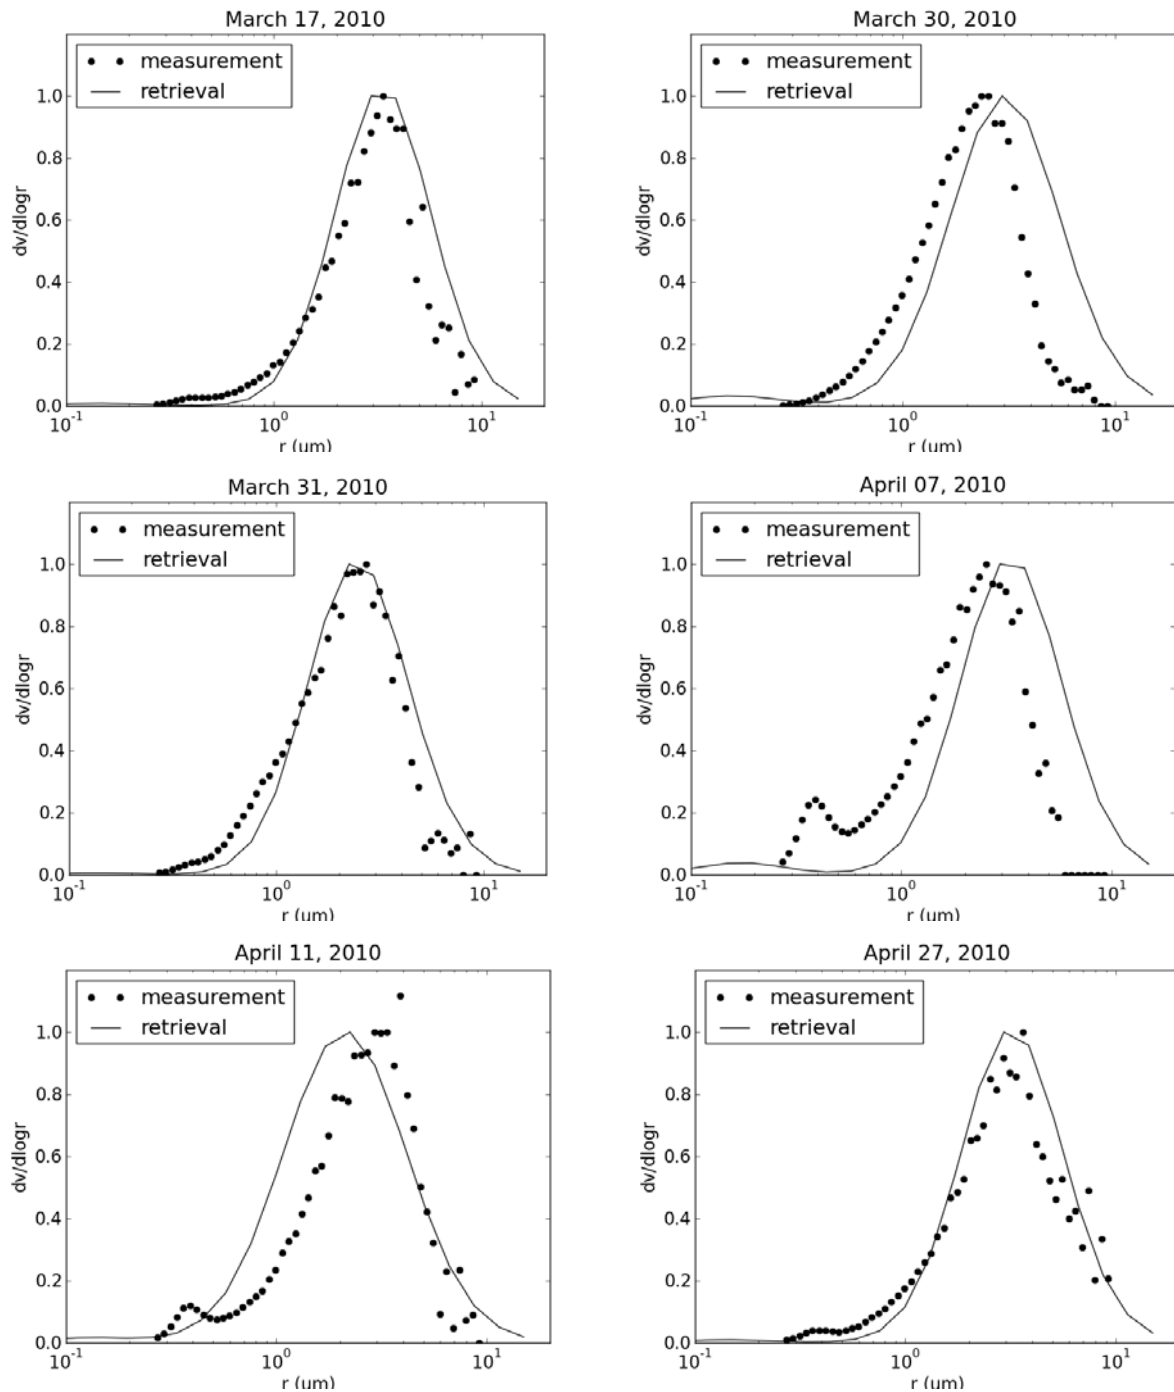 March 17, 2010
measurement
retrieval
1.0
0.8
0.6
0.4
0.2
0.0
dv/dlogr
10^-1
10^0
10^1
r (um)
March 30, 2010
measurement
retrieval
1.0
0.8
0.6
0.4
0.2
0.0
dv/dlogr
10^-1
10^0
10^1
r (um)
March 31, 2010
measurement
retrieval
1.0
0.8
0.6
0.4
0.2
0.0
dv/dlogr
10^-1
10^0
10^1
r (um)
April 07, 2010
measurement
retrieval
1.0
0.8
0.6
0.4
0.2
0.0
dv/dlogr
10^-1
10^0
10^1
r (um)
April 11, 2010
measurement
retrieval
1.0
0.8
0.6
0.4
0.2
0.0
dv/dlogr
10^-1
10^0
10^1
r (um)
April 27, 2010
measurement
retrieval
1.0
0.8
0.6
0.4
0.2
0.0
dv/dlogr
10^-1
10^0
10^1
r (um)